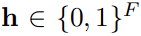 h ∈ {0, 1}^F